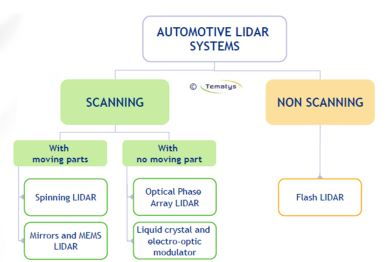 AUTOMOTIVE LIDAR
SYSTEMS
© Tematys
SCANNING
NON SCANNING
With
moving parts
With
no moving part
Spinning LIDAR
Optical Phase
Array LIDAR
Flash LIDAR
Mirrors and MEMS
LIDAR
Liquid crystal and
electro-optic
modulator